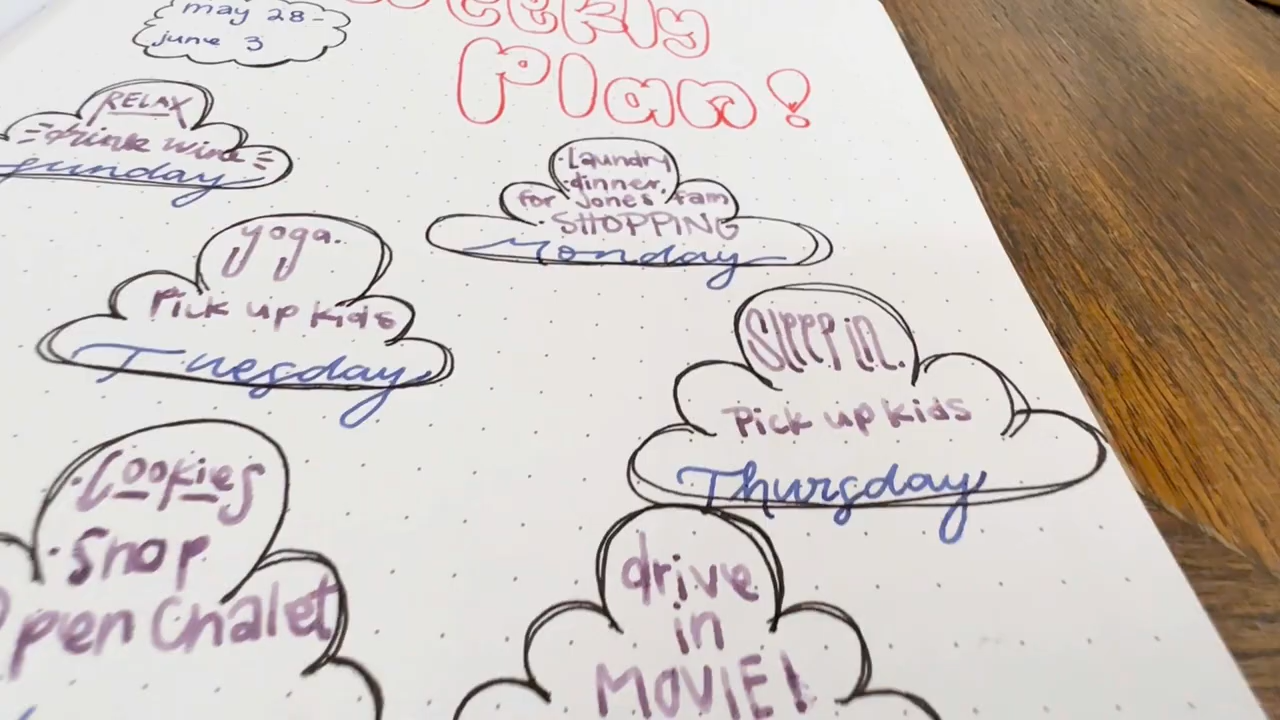 may 28-
june 3
Weekly
Plan!
RELAX
drink wine
Sunday
·Laundry
·dinner
for Jones' fam
·SHOPPING
Monday
yoga.
Pick up kids
Tuesday
Sleep in.
Pick up kids
Thursday
·Cookies
·Shop
Open Chalet
drive
in
MOVIE!